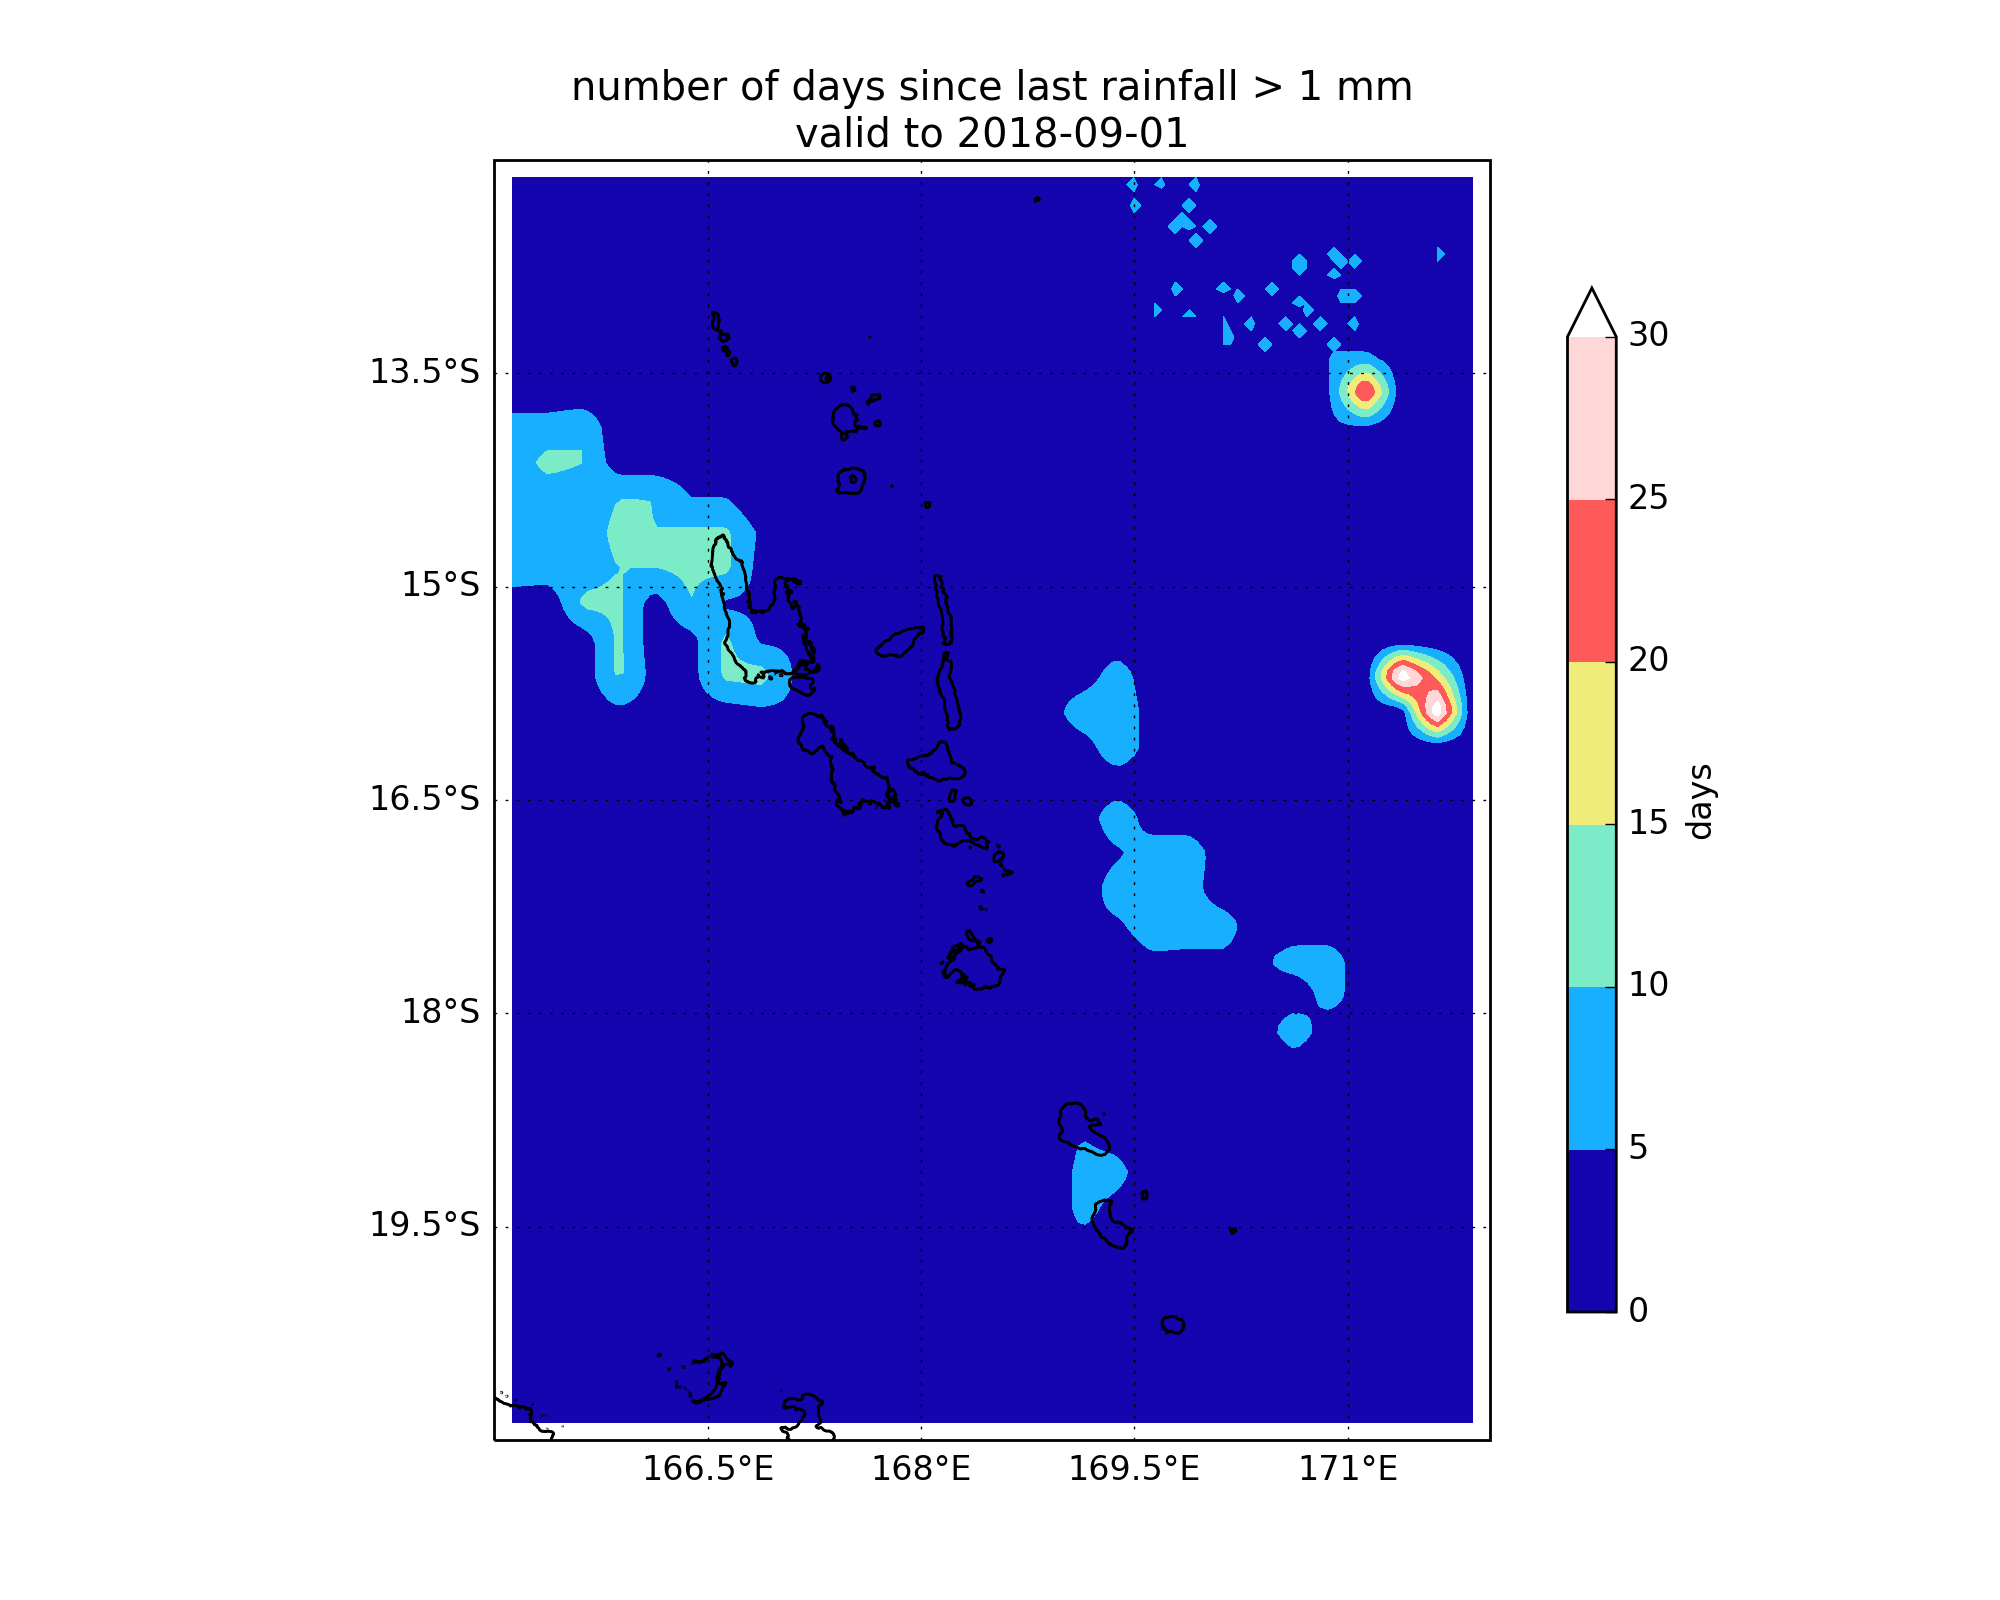 number of days since last rainfall > 1 mm
valid to 2018-09-01
13.5°S
15°S
16.5°S
18°S
19.5°S
166.5°E
168°E
169.5°E
171°E
30
25
20
15
10
5
0
days